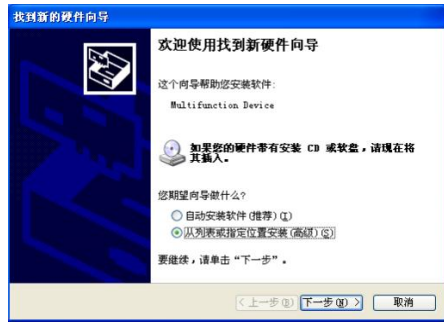 找到新的硬件向导
欢迎使用找到新硬件向导
这个向导帮助您安装软件:
Multifunction Device
如果您的硬件带有安装 CD 或软盘，请现在将
其插入。
您期望向导做什么?
自动安装软件(推荐)(I)
从列表或指定位置安装(高级)(S)
要继续，请单击“下一步”。
< 上一步(B) 下一步(N) > 取消